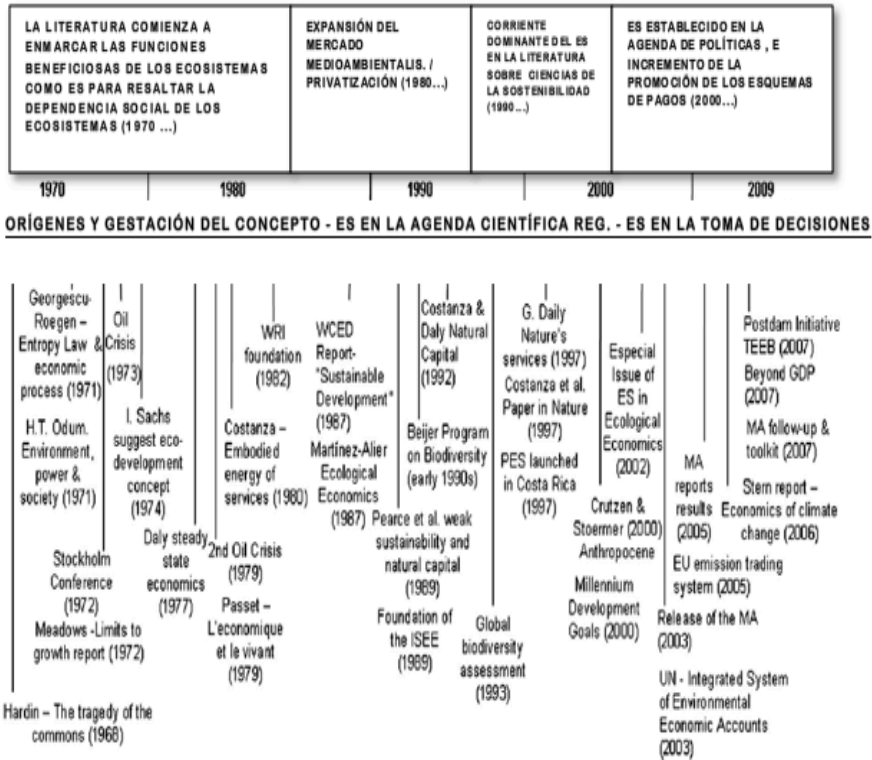 LA LITERATURA COMIENZA A
ENMARCAR LAS FUNCIONES
BENEFICIOSAS DE LOS ECOSISTEMAS
COMO ES PARA RESALTAR LA
DEPENDENCIA SOCIAL DE LOS
ECOSISTEMAS (1970 ...)
EXPANSIÓN DEL
MERCADO
MEDIOAMBIENTALIS. /
PRIVATIZACIÓN (1980...)
CORRIENTE
DOMINANTE DEL ES
EN LA LITERATURA
SOBRE CIENCIAS DE
LA SOSTENIBILIDAD
(1990...)
ES ESTABLECIDO EN LA
AGENDA DE POLÍTICAS , E
INCREMENTO DE LA
PROMOCIÓN DE LOS ESQUEMAS
DE PAGOS (2000...)
1970 1980 1990 2000 2009
ORÍGENES Y GESTACIÓN DEL CONCEPTO - ES EN LA AGENDA CIENTÍFICA REG. - ES EN LA TOMA DE DECISIONES
Georgescu-
Roegen –
Entropy Law &
economic
process (1971)
H.T. Odum.
Environment,
power &
society (1971)
Stockholm
Conference
(1972)
Meadows -Limits to
growth report (1972)
Hardin – The tragedy of the
commons (1968)
Oil
Crisis
(1973)
I. Sachs
suggest eco-
development
concept
(1974)
Daly steady
state
economics
(1977)
2nd Oil Crisis
(1979)
Passet –
L'economique
et le vivant
(1979)
WRI
foundation
(1982)
Costanza –
Embodied
energy of
services (1980)
WCED
Report-
"Sustainable
Development"
(1987)
Martínez-Alier
Ecological
Economics
(1987)
Costanza &
Daly Natural
Capital
(1992)
Beijer Program
on Biodiversity
(early 1990s)
Pearce et al. weak
sustainability and
natural capital
(1989)
Foundation of
the ISEE
(1989)
Global
biodiversity
assessment
(1993)
G. Daily
Nature's
services (1997)
Costanza et al.
Paper in Nature
(1997)
PES launched
in Costa Rica
(1997)
Especial
Issue of
ES in
Ecological
Economics
(2002)
Crutzen &
Stoermer (2000)
Anthropocene
Millennium
Development
Goals (2000)
MA
reports
results
(2005)
EU emission trading
system (2005)
Release of the MA
(2003)
UN - Integrated System
of Environmental
Economic Accounts
(2003)
Postdam Initiative
TEEB (2007)
Beyond GDP
(2007)
MA follow-up &
toolkit (2007)
Stern report –
Economics of climate
change (2006)